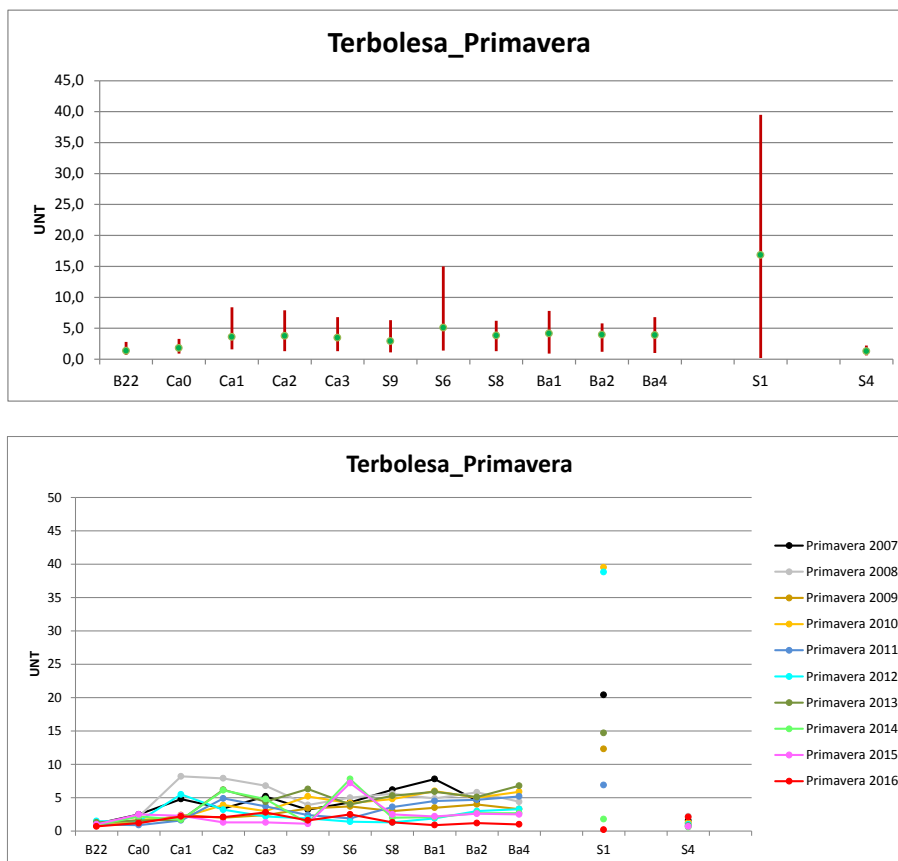 Terbolesa_Primavera
45,0
40,0
35,0
30,0
25,0
20,0
15,0
10,0
5,0
0,0
UNT
B22 Ca0 Ca1 Ca2 Ca3 S9 S6 S8 Ba1 Ba2 Ba4 S1 S4
Terbolesa_Primavera
50
45
40
35
30
25
20
15
10
5
0
UNT
B22 Ca0 Ca1 Ca2 Ca3 S9 S6 S8 Ba1 Ba2 Ba4 S1 S4
Primavera 2007
Primavera 2008
Primavera 2009
Primavera 2010
Primavera 2011
Primavera 2012
Primavera 2013
Primavera 2014
Primavera 2015
Primavera 2016